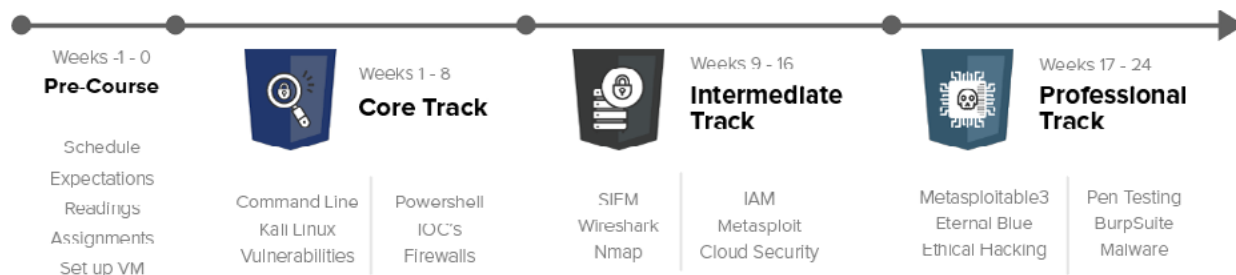 Weeks -1 - 0
Pre-Course
Schedule
Expectations
Readings
Assignments
Set up VM
Weeks 1 - 8
Core Track
Command Line
Kali Linux
Vulnerabilities
Powershell
IOC's
Firewalls
Weeks 9 - 16
Intermediate
Track
SIEM
Wireshark
Nmap
IAM
Metasploit
Cloud Security
Weeks 17 - 24
Professional
Track
Metasploitable3
Eternal Blue
Ethical Hacking
Pen Testing
BurpSuite
Malware